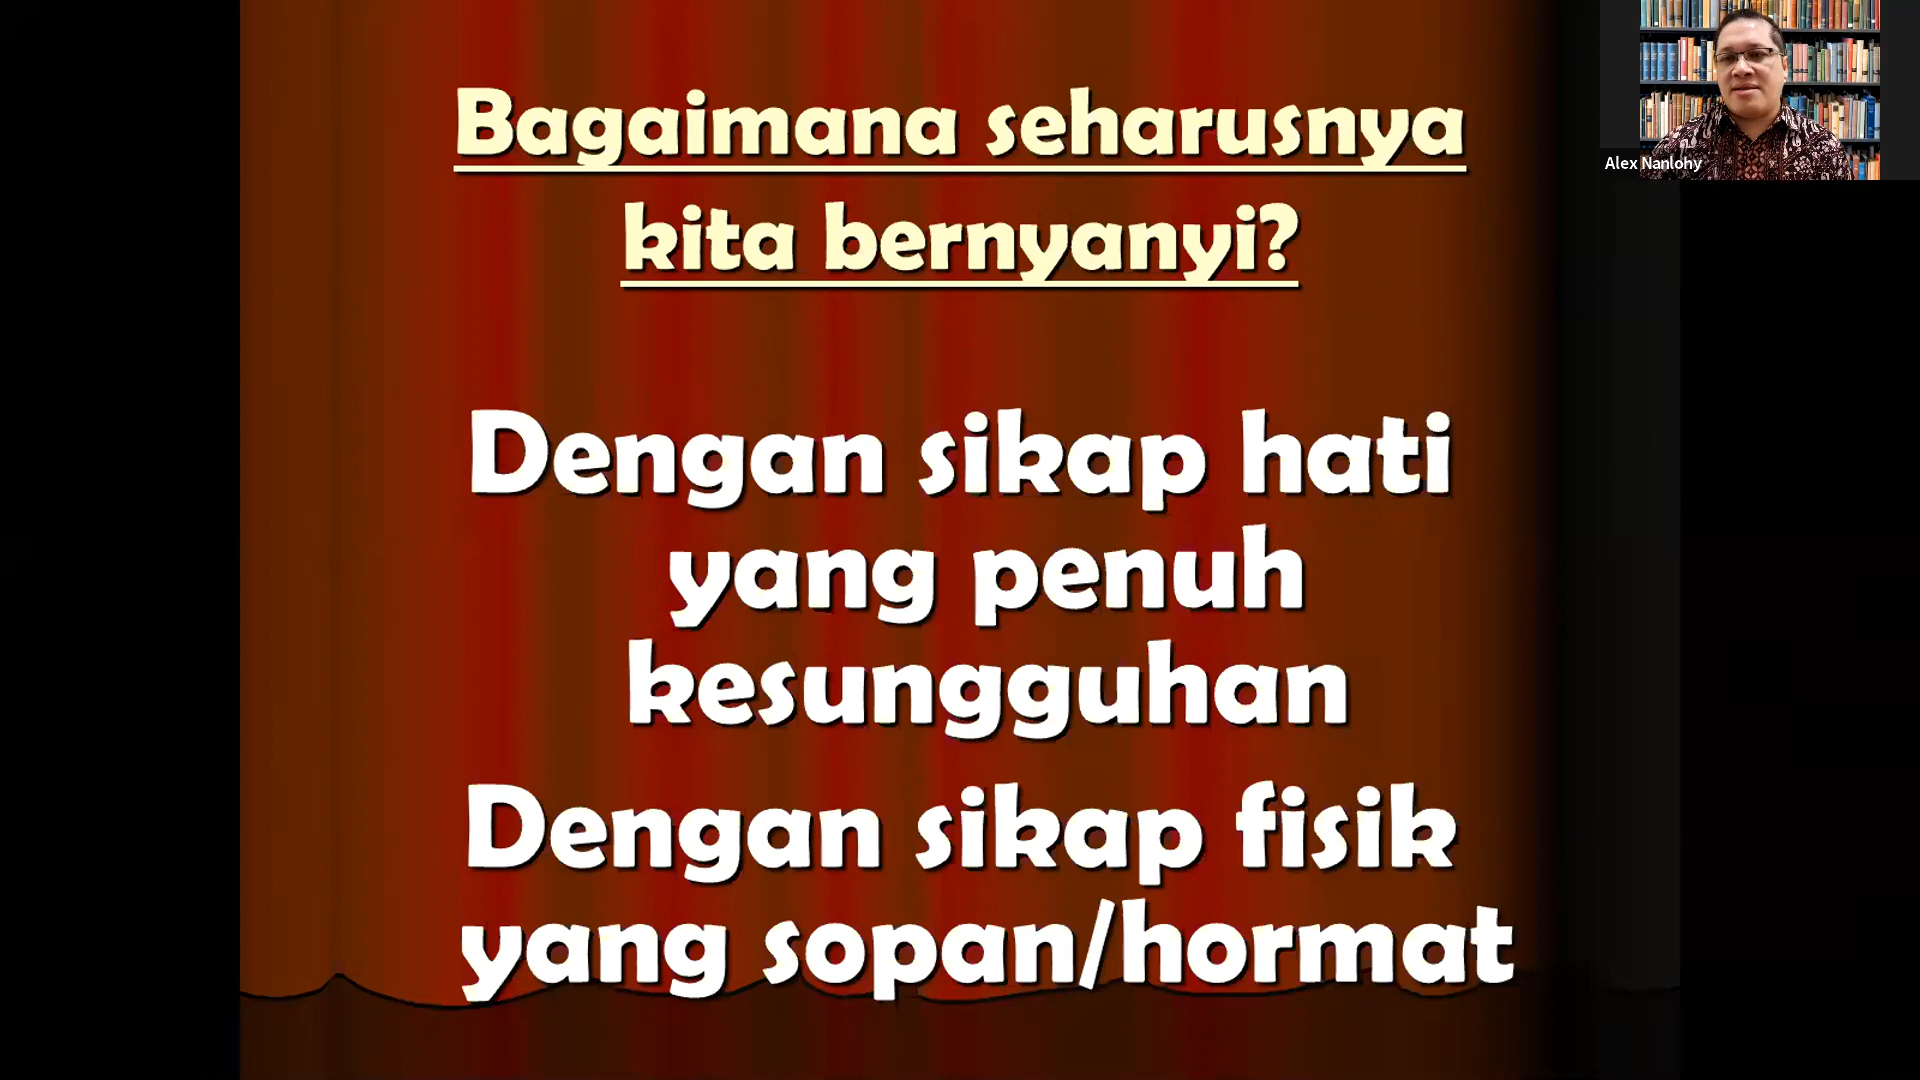 Bagaimana seharusnya
kita bernyanyi?
Dengan sikap hati
yang penuh
kesungguhan
Dengan sikap fisik
yang sopan/hormat
Alex Nanlohy